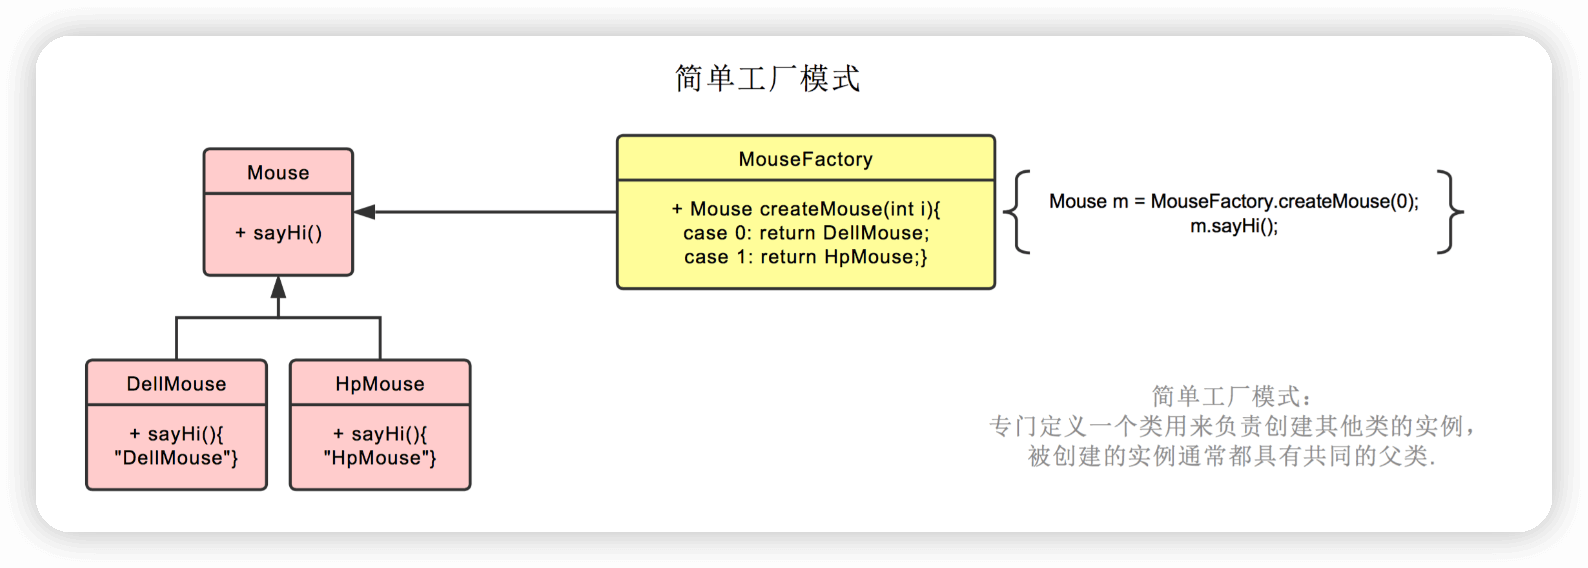 简单工厂模式
Mouse
+ sayHi()
MouseFactory
+ Mouse createMouse(int i){
case 0: return DellMouse;
case 1: return HpMouse;}
Mouse m = MouseFactory.createMouse(0);
m.sayHi();
DellMouse
+ sayHi(){
"DellMouse"}
HpMouse
+ sayHi(){
"HpMouse"}
简单工厂模式：
专门定义一个类用来负责创建其他类的实例，
被创建的实例通常都具有共同的父类.